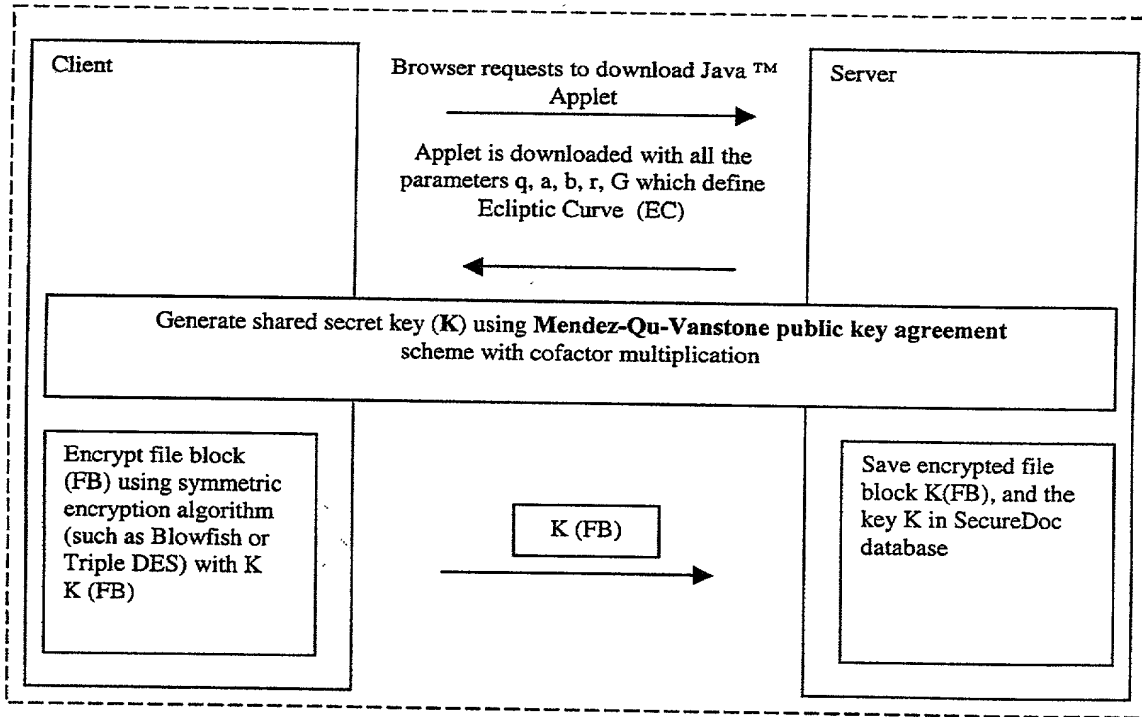 Client
Browser requests to download Java ™
Applet
Server
Applet is downloaded with all the
parameters q, a, b, r, G which define
Ecliptic Curve (EC)
Generate shared secret key (K) using Mendez-Qu-Vanstone public key agreement
scheme with cofactor multiplication
Encrypt file block
(FB) using symmetric
encryption algorithm
(such as Blowfish or
Triple DES) with K
K (FB)
K (FB)
Save encrypted file
block K(FB), and the
key K in SecureDoc
database